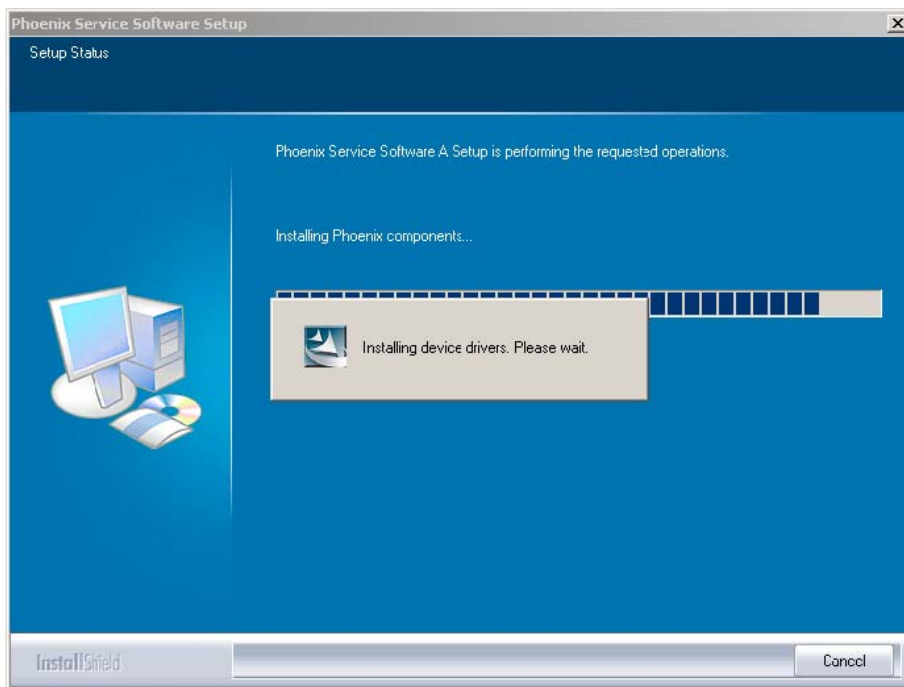 Phoenix Service Software Setup
Setup Status
Phoenix Service Software A Setup is performing the requested operations.
Installing Phoenix components...
Installing device drivers. Please wait.
InstallShield
Cancel